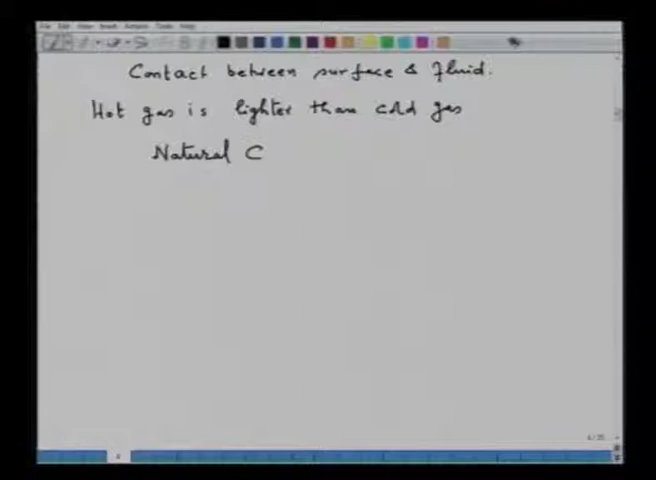 Contact between surface & fluid.
Hot gas is lighter than cold gas
Natural C